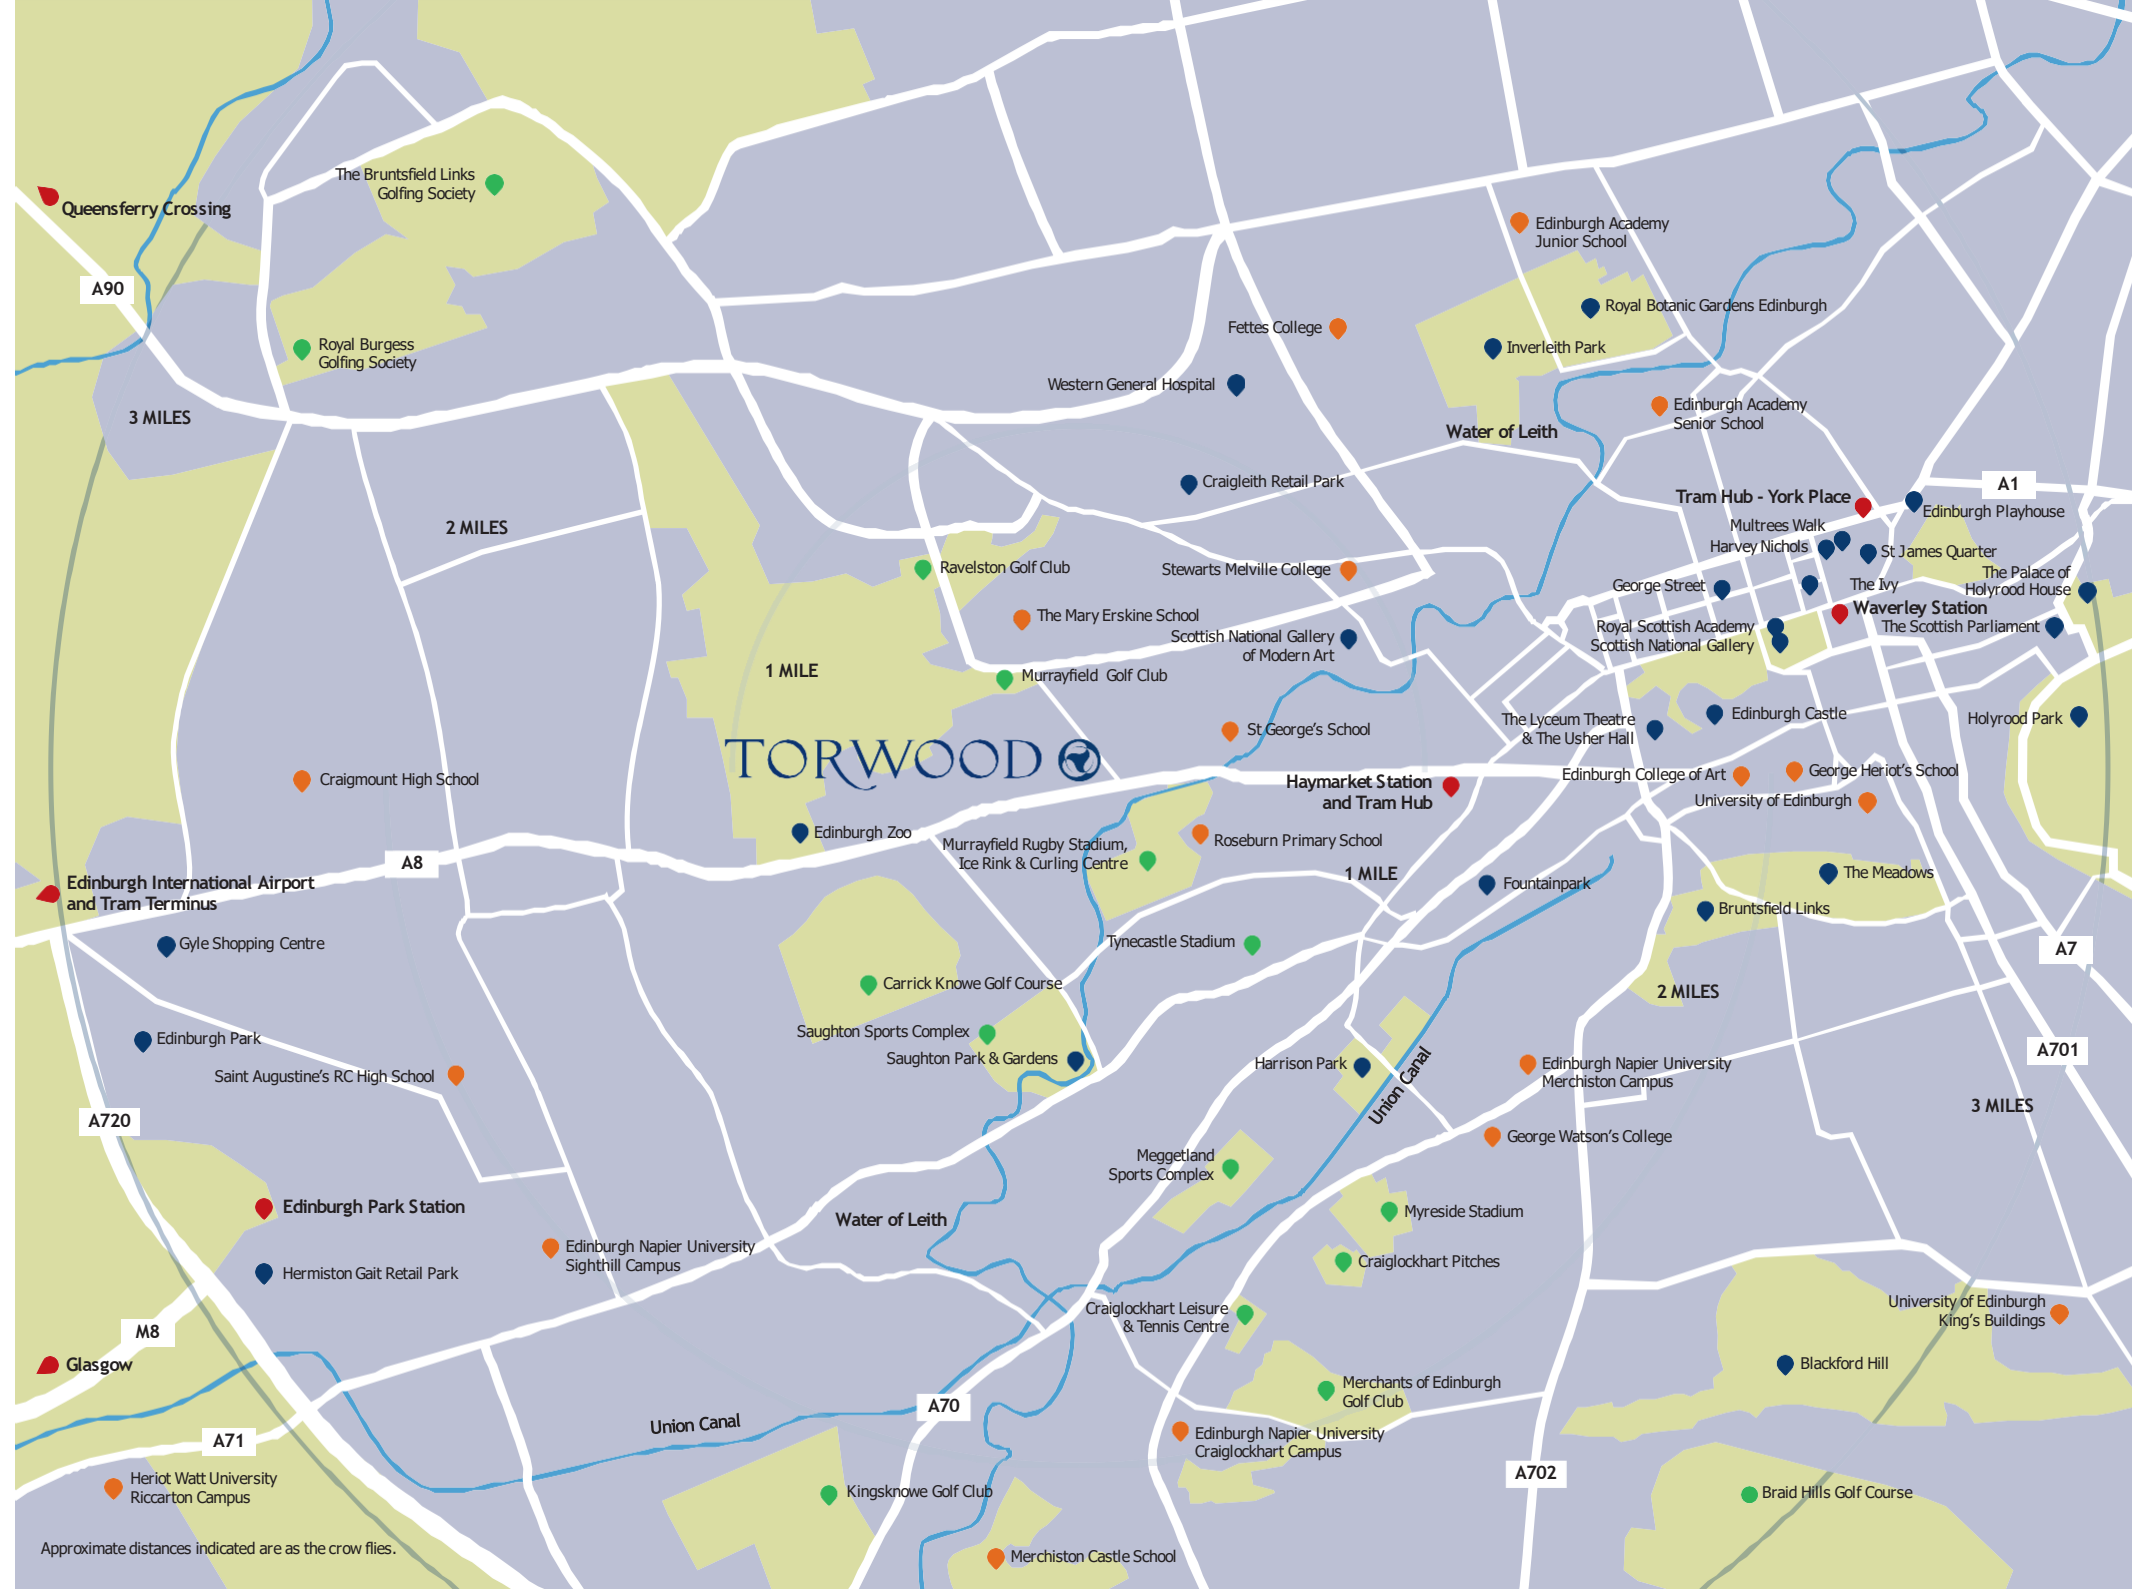 The Bruntsfield Links
Golfing Society
Queensferry Crossing
Edinburgh Academy
Junior School
A90
Royal Botanic Gardens Edinburgh
Fettes College
Royal Burgess
Golfing Society
Inverleith Park
Western General Hospital
3 MILES
Edinburgh Academy
Senior School
Water of Leith
Craigleith Retail Park
A1
Tram Hub - York Place
Edinburgh Playhouse
2 MILES
Multrees Walk
Harvey Nichols
St James Quarter
Ravelston Golf Club
Stewarts Melville College
The Palace of
Holyrood House
George Street
The Ivy
The Mary Erskine School
Waverley Station
Royal Scottish Academy
The Scottish Parliament
Scottish National Gallery
of Modern Art
Scottish National Gallery
1 MILE
Murrayfield Golf Club
The Lyceum Theatre
& The Usher Hall
Edinburgh Castle
Holyrood Park
St George's School
TORWOOD
Craigmount High School
Haymarket Station
and Tram Hub
Edinburgh College of Art
George Heriot's School
University of Edinburgh
Edinburgh Zoo
Murrayfield Rugby Stadium,
Ice Rink & Curling Centre
Roseburn Primary School
A8
1 MILE
The Meadows
Edinburgh International Airport
and Tram Terminus
Fountainpark
Bruntsfield Links
Gyle Shopping Centre
Tynecastle Stadium
A7
Carrick Knowe Golf Course
2 MILES
Saughton Sports Complex
Edinburgh Park
Saughton Park & Gardens
Harrison Park
Union Canal
Edinburgh Napier University
Merchiston Campus
A701
Saint Augustine's RC High School
3 MILES
A720
George Watson's College
Meggetland
Sports Complex
Edinburgh Park Station
Water of Leith
Myreside Stadium
Edinburgh Napier University
Sighthill Campus
Craiglockhart Pitches
Hermiston Gait Retail Park
Craiglockhart Leisure
& Tennis Centre
University of Edinburgh
King's Buildings
M8
Glasgow
Blackford Hill
Merchants of Edinburgh
Golf Club
A70
Union Canal
Edinburgh Napier University
Craiglockhart Campus
A71
A702
Heriot Watt University
Riccarton Campus
Kingsknowe Golf Club
Braid Hills Golf Course
Approximate distances indicated are as the crow flies.
Merchiston Castle School